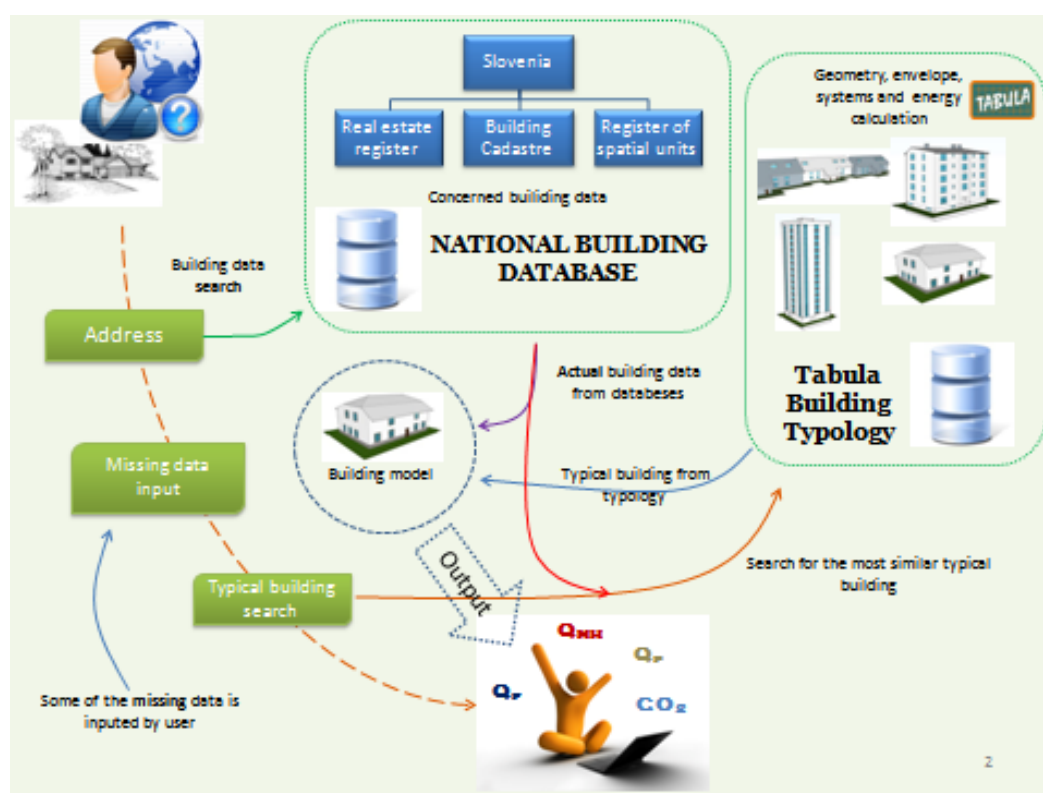 Slovenia
Real estate
register
Building
Cadastre
Register of
spatial units
Concerned builiding data
NATIONAL BUILDING
DATABASE
Geometry, envelope,
systems and energy
calculation
TABULA
Tabula
Building
Typology
Building data
search
Address
Actual building data
from databeses
Building model
Missing data
input
Typical building from
typology
Output
Typical building
search
Search for the most similar typical
building
Some of the missing data is
inputed by user
QNH
CO2
2